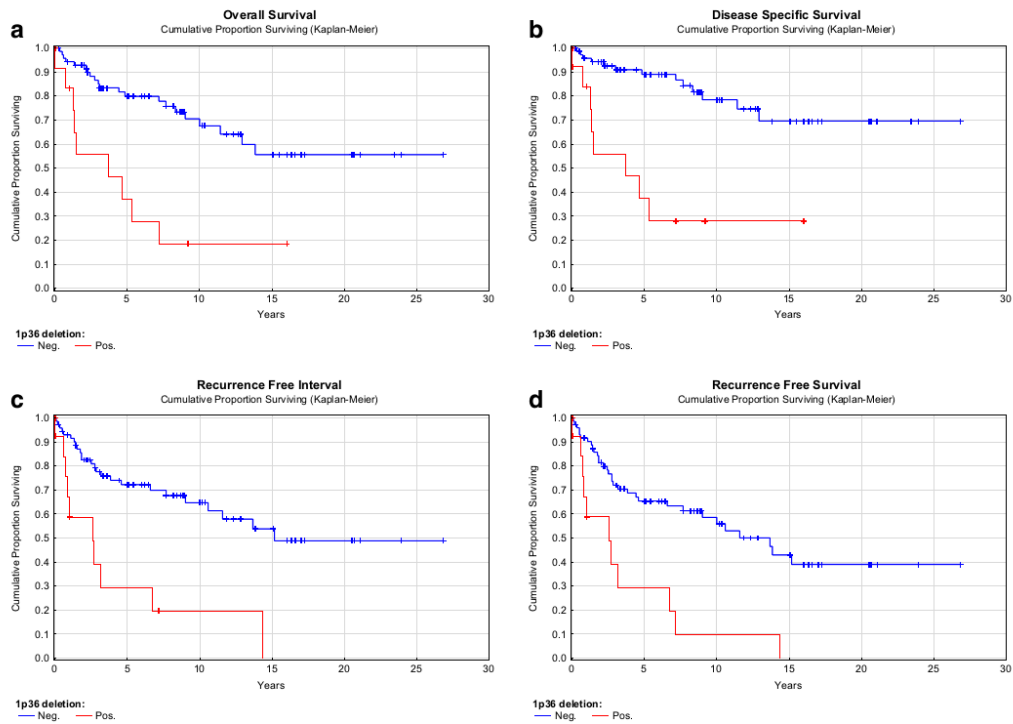 a
Overall Survival
Cumulative Proportion Surviving (Kaplan-Meier)
Cumulative Proportion Surviving
1.0
0.9
0.8
0.7
0.6
0.5
0.4
0.3
0.2
0.1
0.0
0 5 10 15 20 25 30
Years
1p36 deletion:
Neg. Pos.
b
Disease Specific Survival
Cumulative Proportion Surviving (Kaplan-Meier)
Cumulative Proportion Surviving
1.0
0.9
0.8
0.7
0.6
0.5
0.4
0.3
0.2
0.1
0.0
0 5 10 15 20 25 30
Years
1p36 deletion:
Neg. Pos.
c
Recurrence Free Interval
Cumulative Proportion Surviving (Kaplan-Meier)
Cumulative Proportion Surviving
1.0
0.9
0.8
0.7
0.6
0.5
0.4
0.3
0.2
0.1
0.0
0 5 10 15 20 25 30
Years
1p36 deletion:
Neg. Pos.
d
Recurrence Free Survival
Cumulative Proportion Surviving (Kaplan-Meier)
Cumulative Proportion Surviving
1.0
0.9
0.8
0.7
0.6
0.5
0.4
0.3
0.2
0.1
0.0
0 5 10 15 20 25 30
Years
1p36 deletion:
Neg. Pos.